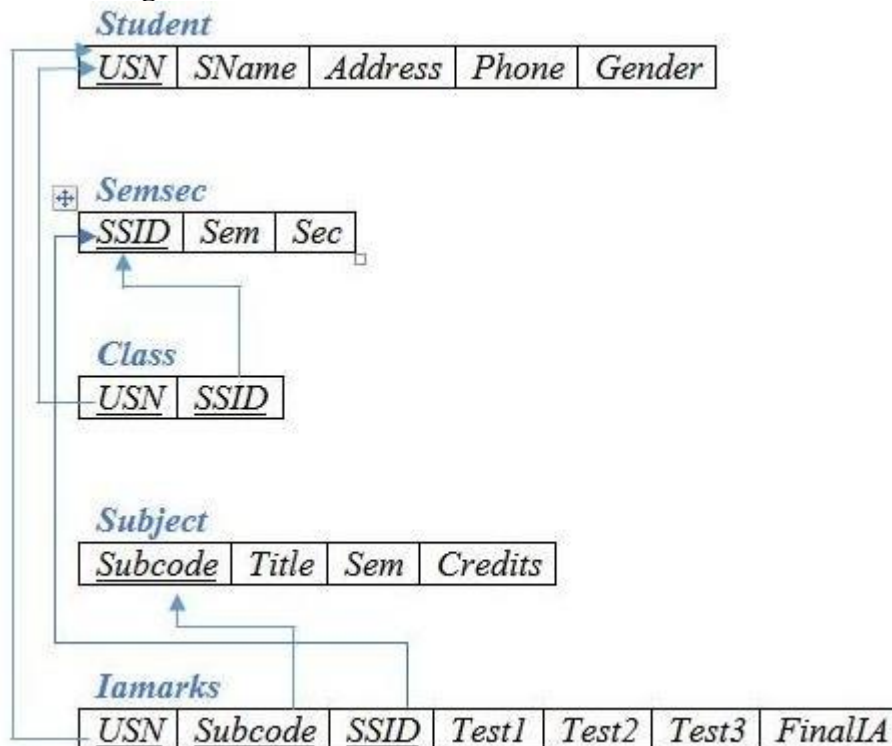 Student
USN SName Address Phone Gender
Semsec
SSID Sem Sec
Class
USN SSID
Subject
Subcode Title Sem Credits
Iamarks
USN Subcode SSID Test1 Test2 Test3 FinalIA